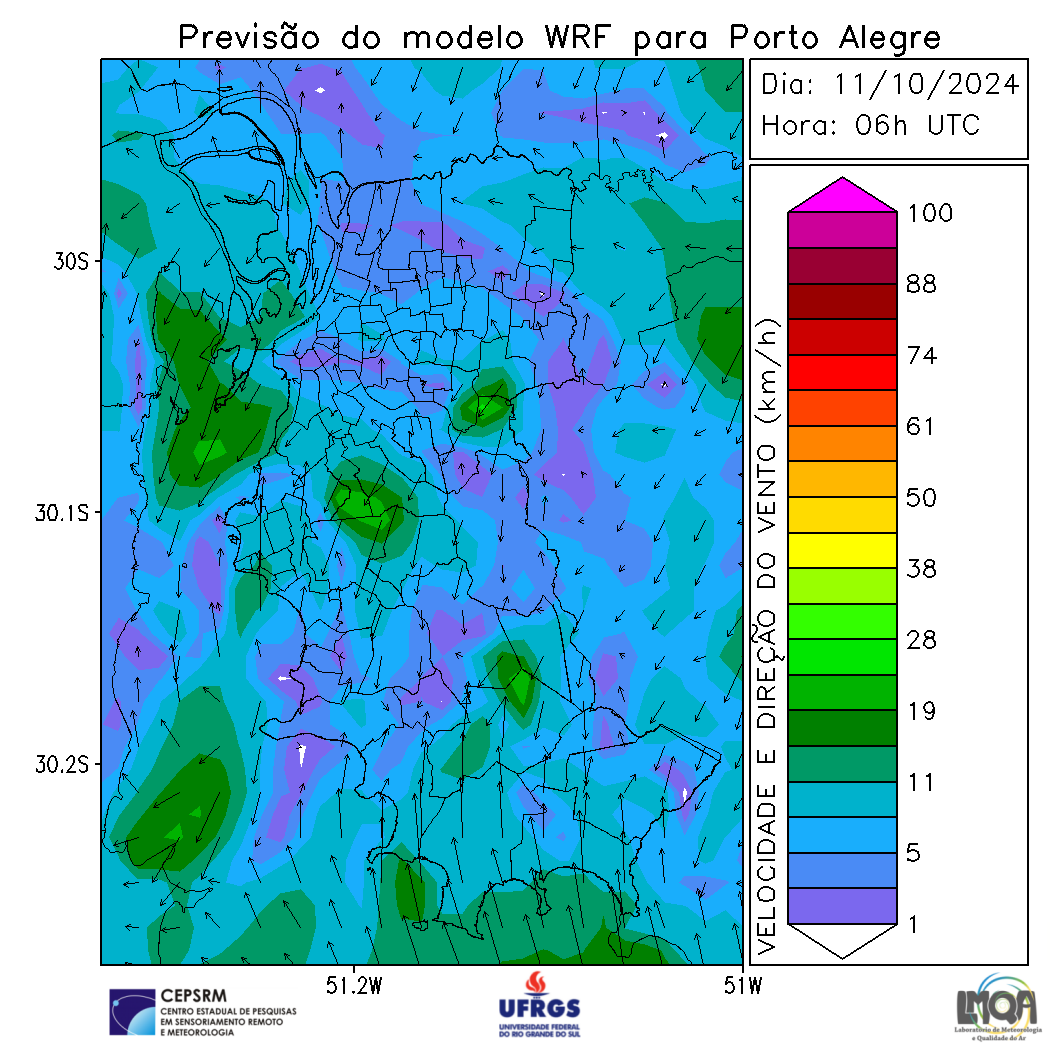 Previsão do modelo WRF para Porto Alegre
Dia: 11/10/2024
Hora: 06h UTC
30S
30.1S
30.2S
51.2W
51W
VELOCIDADE E DIREÇÃO DO VENTO (km/h)
100
88
74
61
50
38
28
19
11
5
1
CEPSRM
CENTRO ESTADUAL DE PESQUISAS
EM SENSORIAMENTO REMOTO
E METEOROLOGIA
UFRGS
UNIVERSIDADE FEDERAL
DO RIO GRANDE DO SUL
LMQA
Laboratório de Meteorologia
e Qualidade do Ar